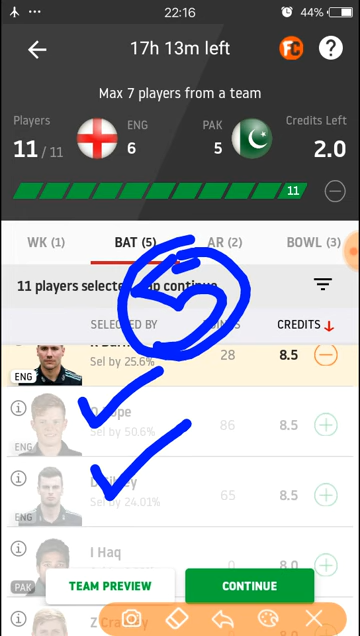 22:16
44%
17h 13m left
FC
?
Max 7 players from a team
Players
ENG
PAK
Credits Left
11 / 11
6
5
2.0
11
WK (1)
BAT (5)
AR (2)
BOWL (3)
11 players selected
continue
SELECTED BY
CREDITS
Sel by 25.6%
28
8.5
ENG
Sel by 50.6%
86
8.5
ENG
Sel by 24.01%
65
8.5
ENG
I Haq
8.0
PAK
TEAM PREVIEW
CONTINUE